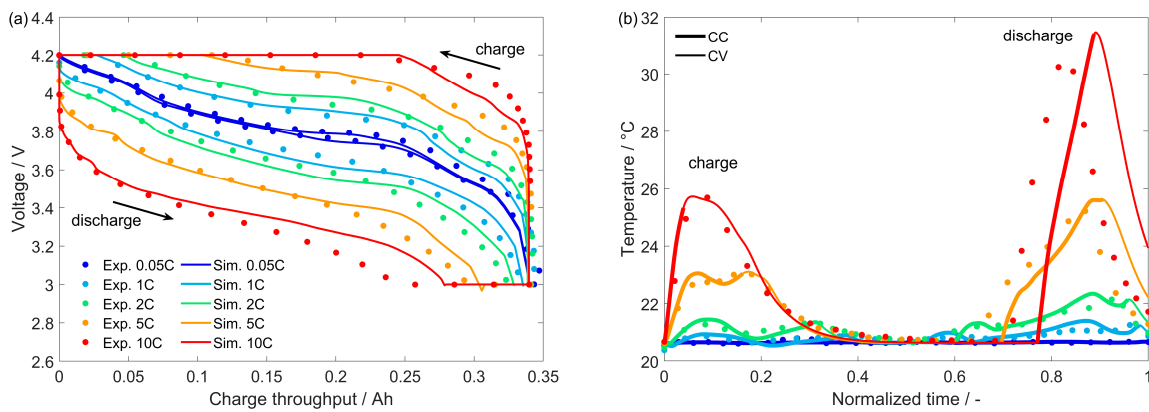 (a)
4.4
4.2
4
3.8
3.6
3.4
3.2
3
2.8
2.6
Voltage / V
charge
discharge
Exp. 0.05C Sim. 0.05C
Exp. 1C Sim. 1C
Exp. 2C Sim. 2C
Exp. 5C Sim. 5C
Exp. 10C Sim. 10C
0 0.05 0.1 0.15 0.2 0.25 0.3 0.35
Charge throughput / Ah
(b)
32
30
28
26
24
22
20
Temperature / °C
CC
CV
discharge
charge
0 0.2 0.4 0.6 0.8 1
Normalized time / -